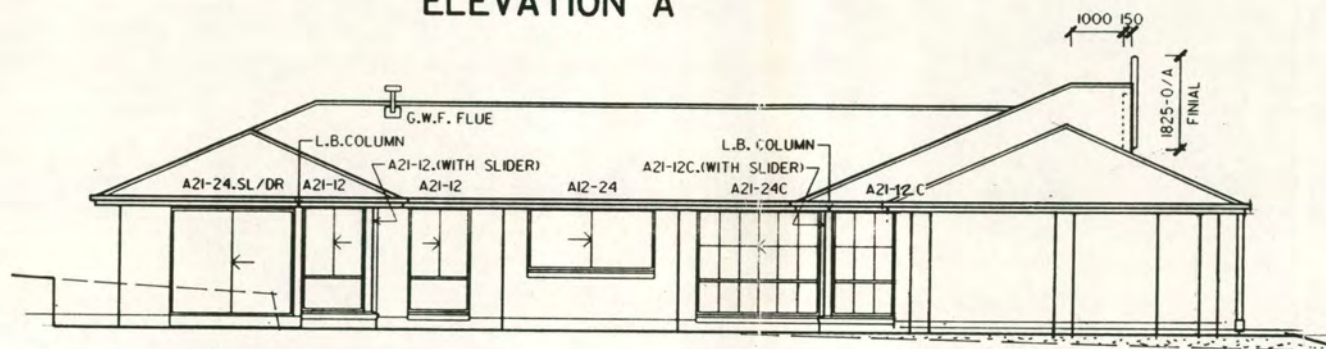 ELEVATION A
1000 150
1825-O/A
FINIAL
G.W.F. FLUE
L.B.COLUMN
L.B.COLUMN
A21-12.(WITH SLIDER)
A21-12C.(WITH SLIDER)
A21-24.SL/DR
A21-12
A21-12
A12-24
A21-24C
A21-12C